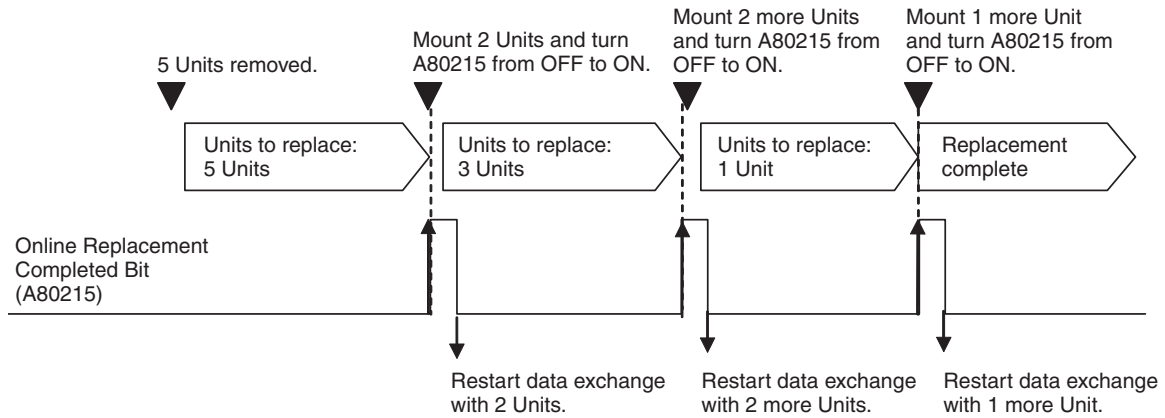 5 Units removed.
Mount 2 Units and turn
A80215 from OFF to ON.
Mount 2 more Units
and turn A80215 from
OFF to ON.
Mount 1 more Unit
and turn A80215 from
OFF to ON.
Units to replace:
5 Units
Units to replace:
3 Units
Units to replace:
1 Unit
Replacement
complete
Online Replacement
Completed Bit
(A80215)
Restart data exchange
with 2 Units.
Restart data exchange
with 2 more Units.
Restart data exchange
with 1 more Unit.